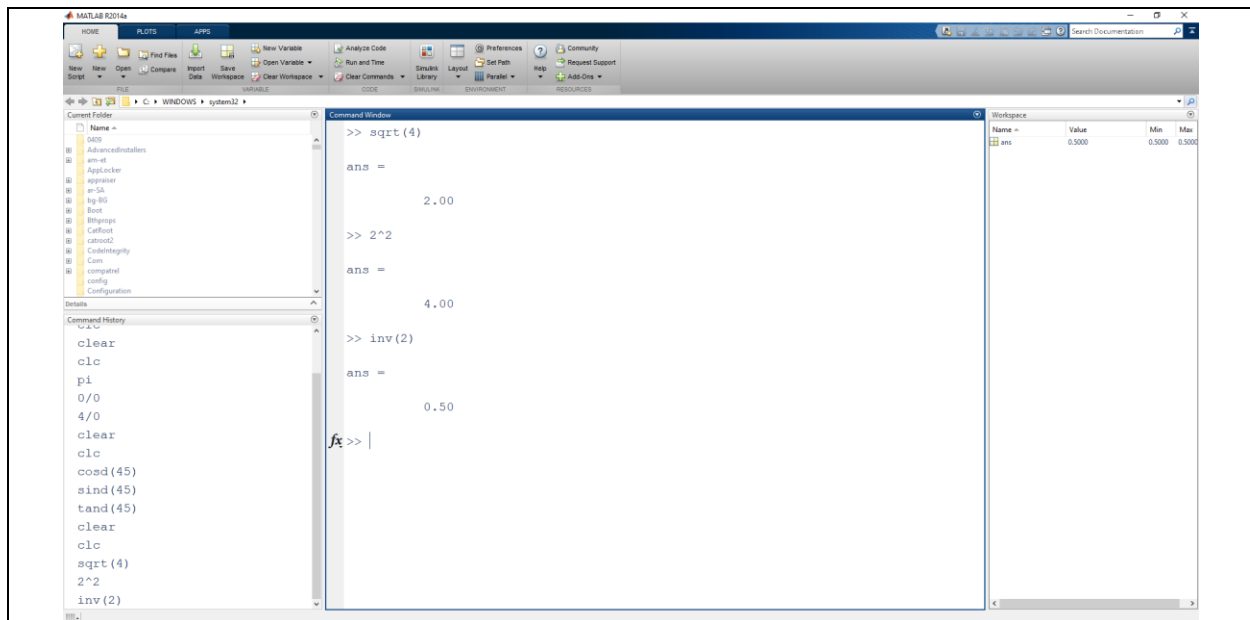 MATLAB R2014a
HOME PLOTS APPS
Search Documentation
New Script
New
Open
Find Files
Compare
Import Data
Save Workspace
New Variable
Open Variable
Clear Workspace
Analyze Code
Run and Time
Clear Commands
Simulink Library
Layout
Preferences
Set Path
Parallel
Help
Community
Request Support
Add-Ons
FILE VARIABLE CODE SIMULINK ENVIRONMENT RESOURCES
C: WINDOWS system32
Current Folder
Name
0409
AdvancedInstallers
am-et
AppLocker
appraiser
ar-SA
bg-BG
Boot
Bthprops
CatRoot
catroot2
CodeIntegrity
Com
compatrel
config
Configuration
Details
Command History
clc
clear
clc
pi
0/0
4/0
clear
clc
cosd(45)
sind(45)
tand(45)
clear
clc
sqrt(4)
2^2
inv(2)
Command Window
>> sqrt(4)
ans =
2.00
>> 2^2
ans =
4.00
>> inv(2)
ans =
0.50
fx >>
Workspace
Name Value Min Max
ans 0.5000 0.5000 0.5000